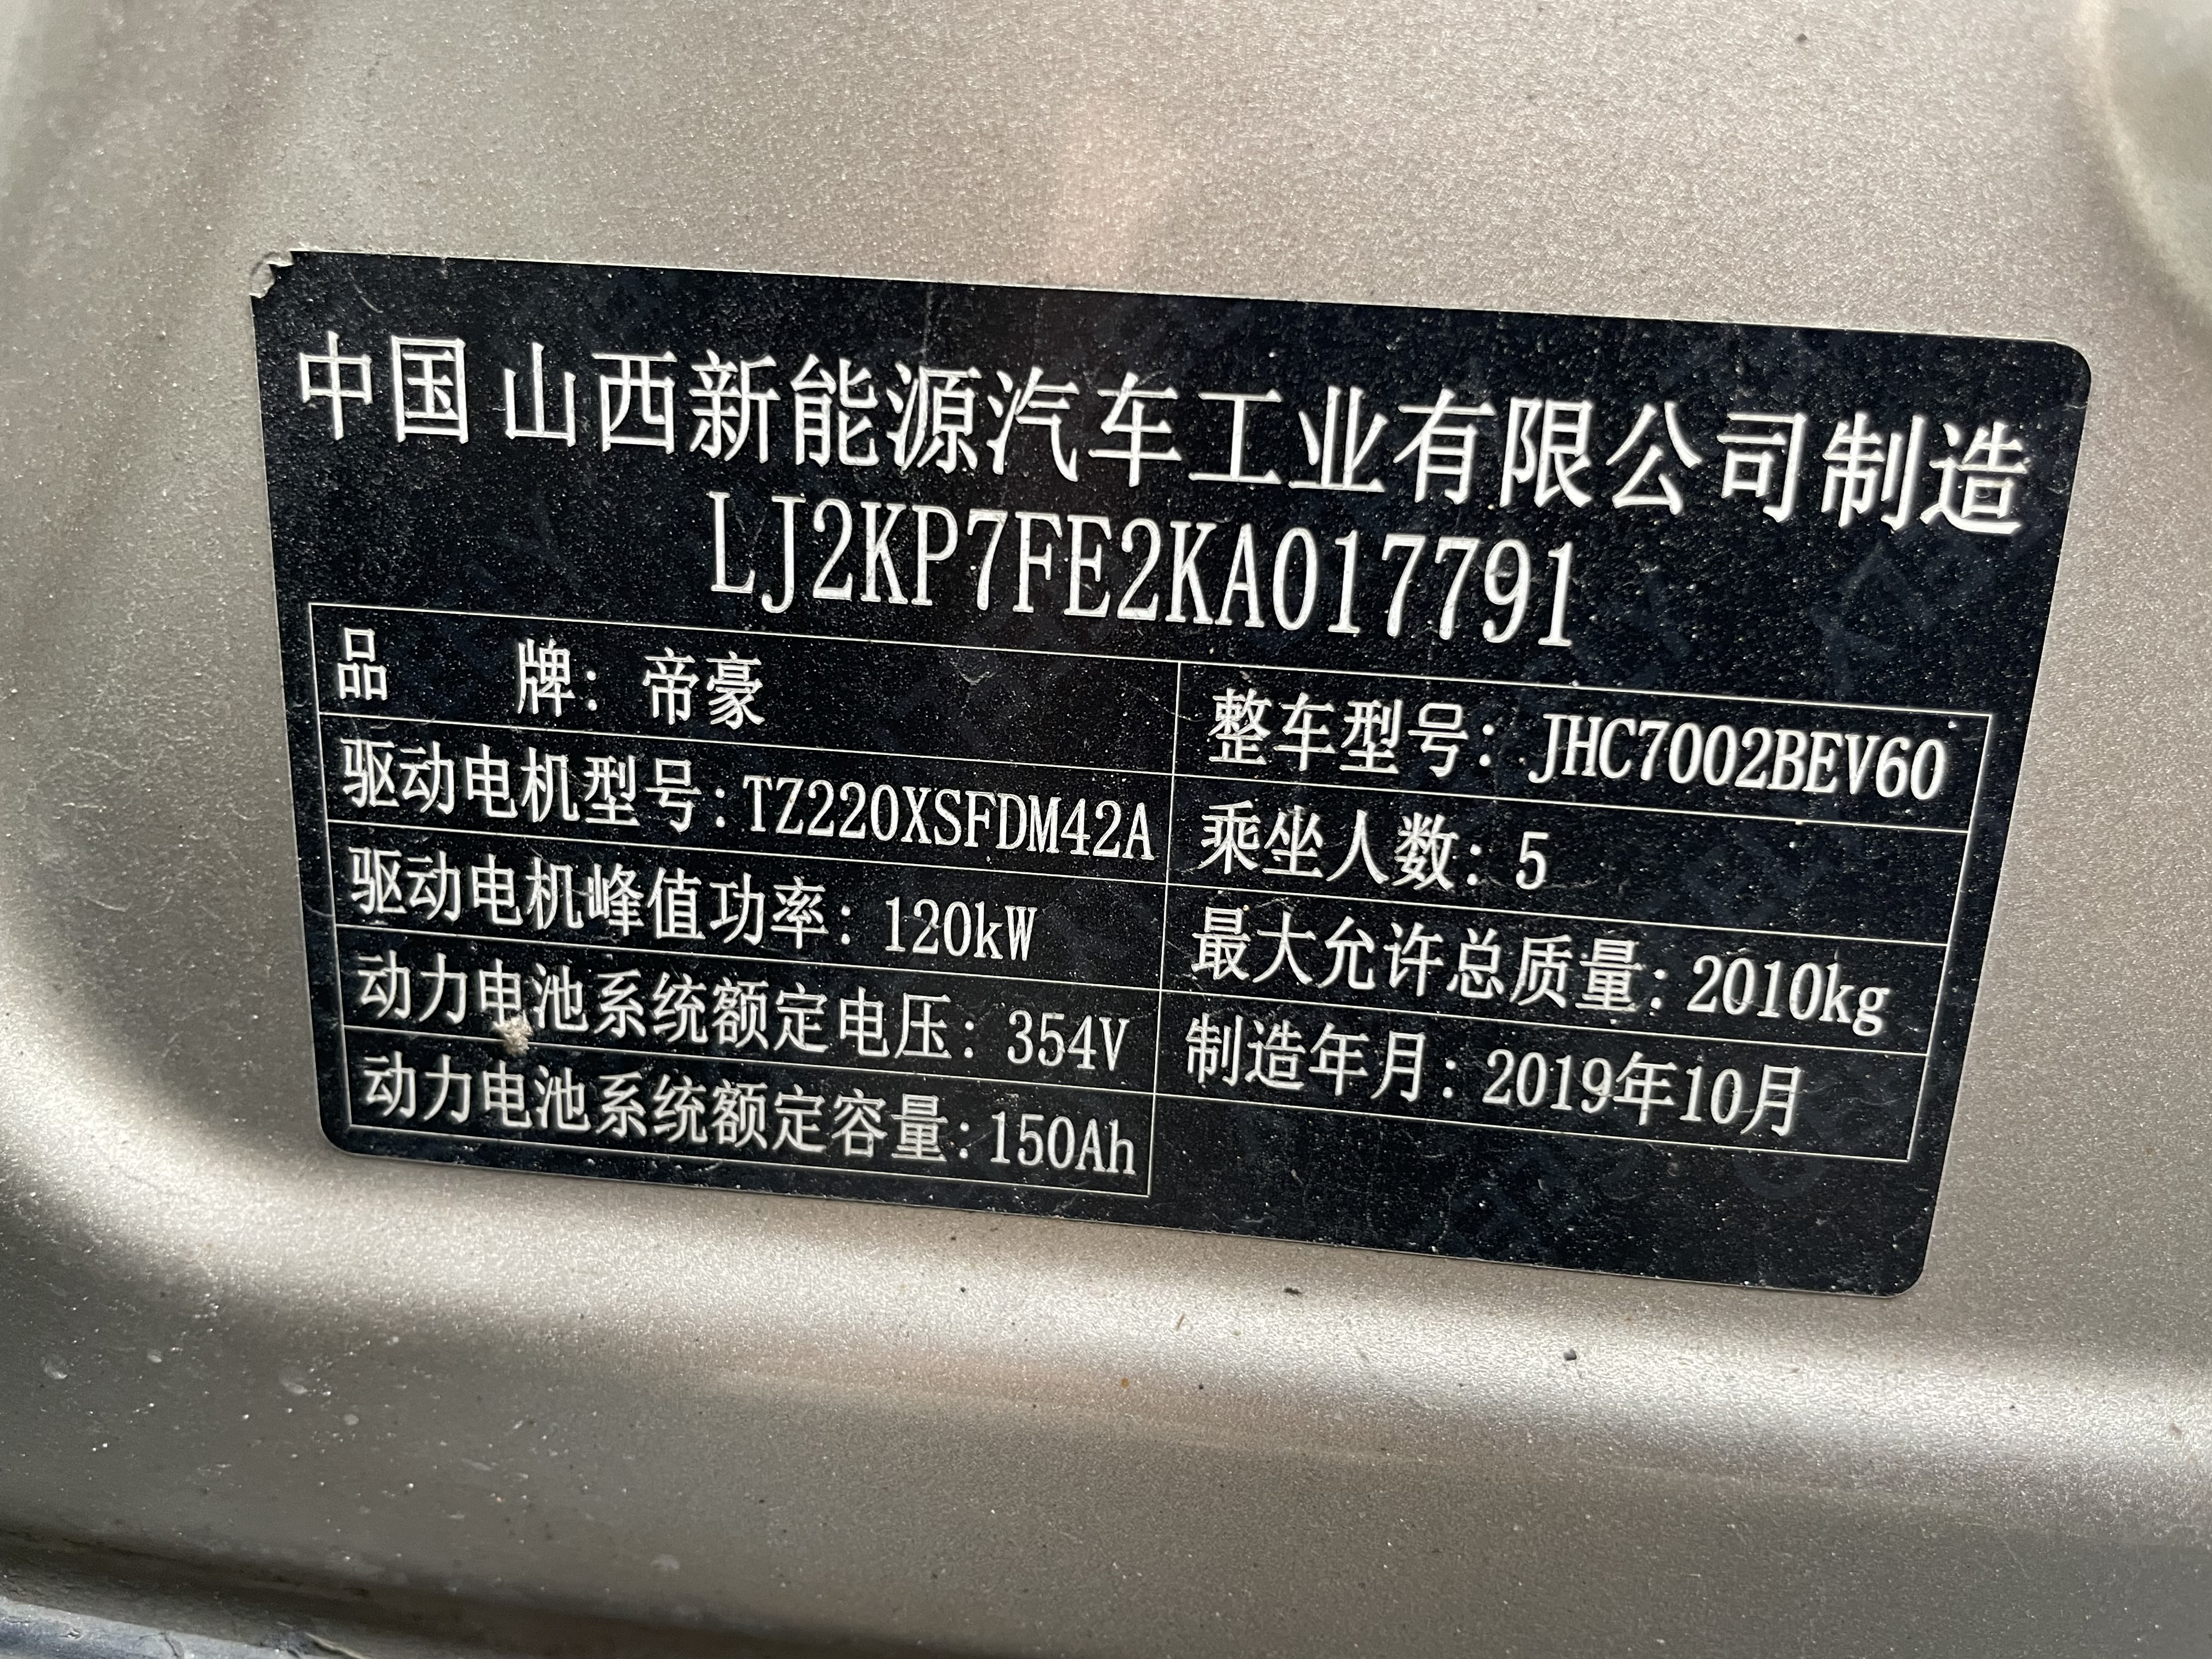 中国 山西新能源汽车工业有限公司制造
LJ2KP7FE2KA017791
品 牌：帝豪
整车型号：JHC7002BEV60
驱动电机型号：TZ220XSFDM42A
乘坐人数：5
驱动电机峰值功率：120kW
最大允许总质量：2010kg
动力电池系统额定电压：354V
制造年月：2019年10月
动力电池系统额定容量：150Ah